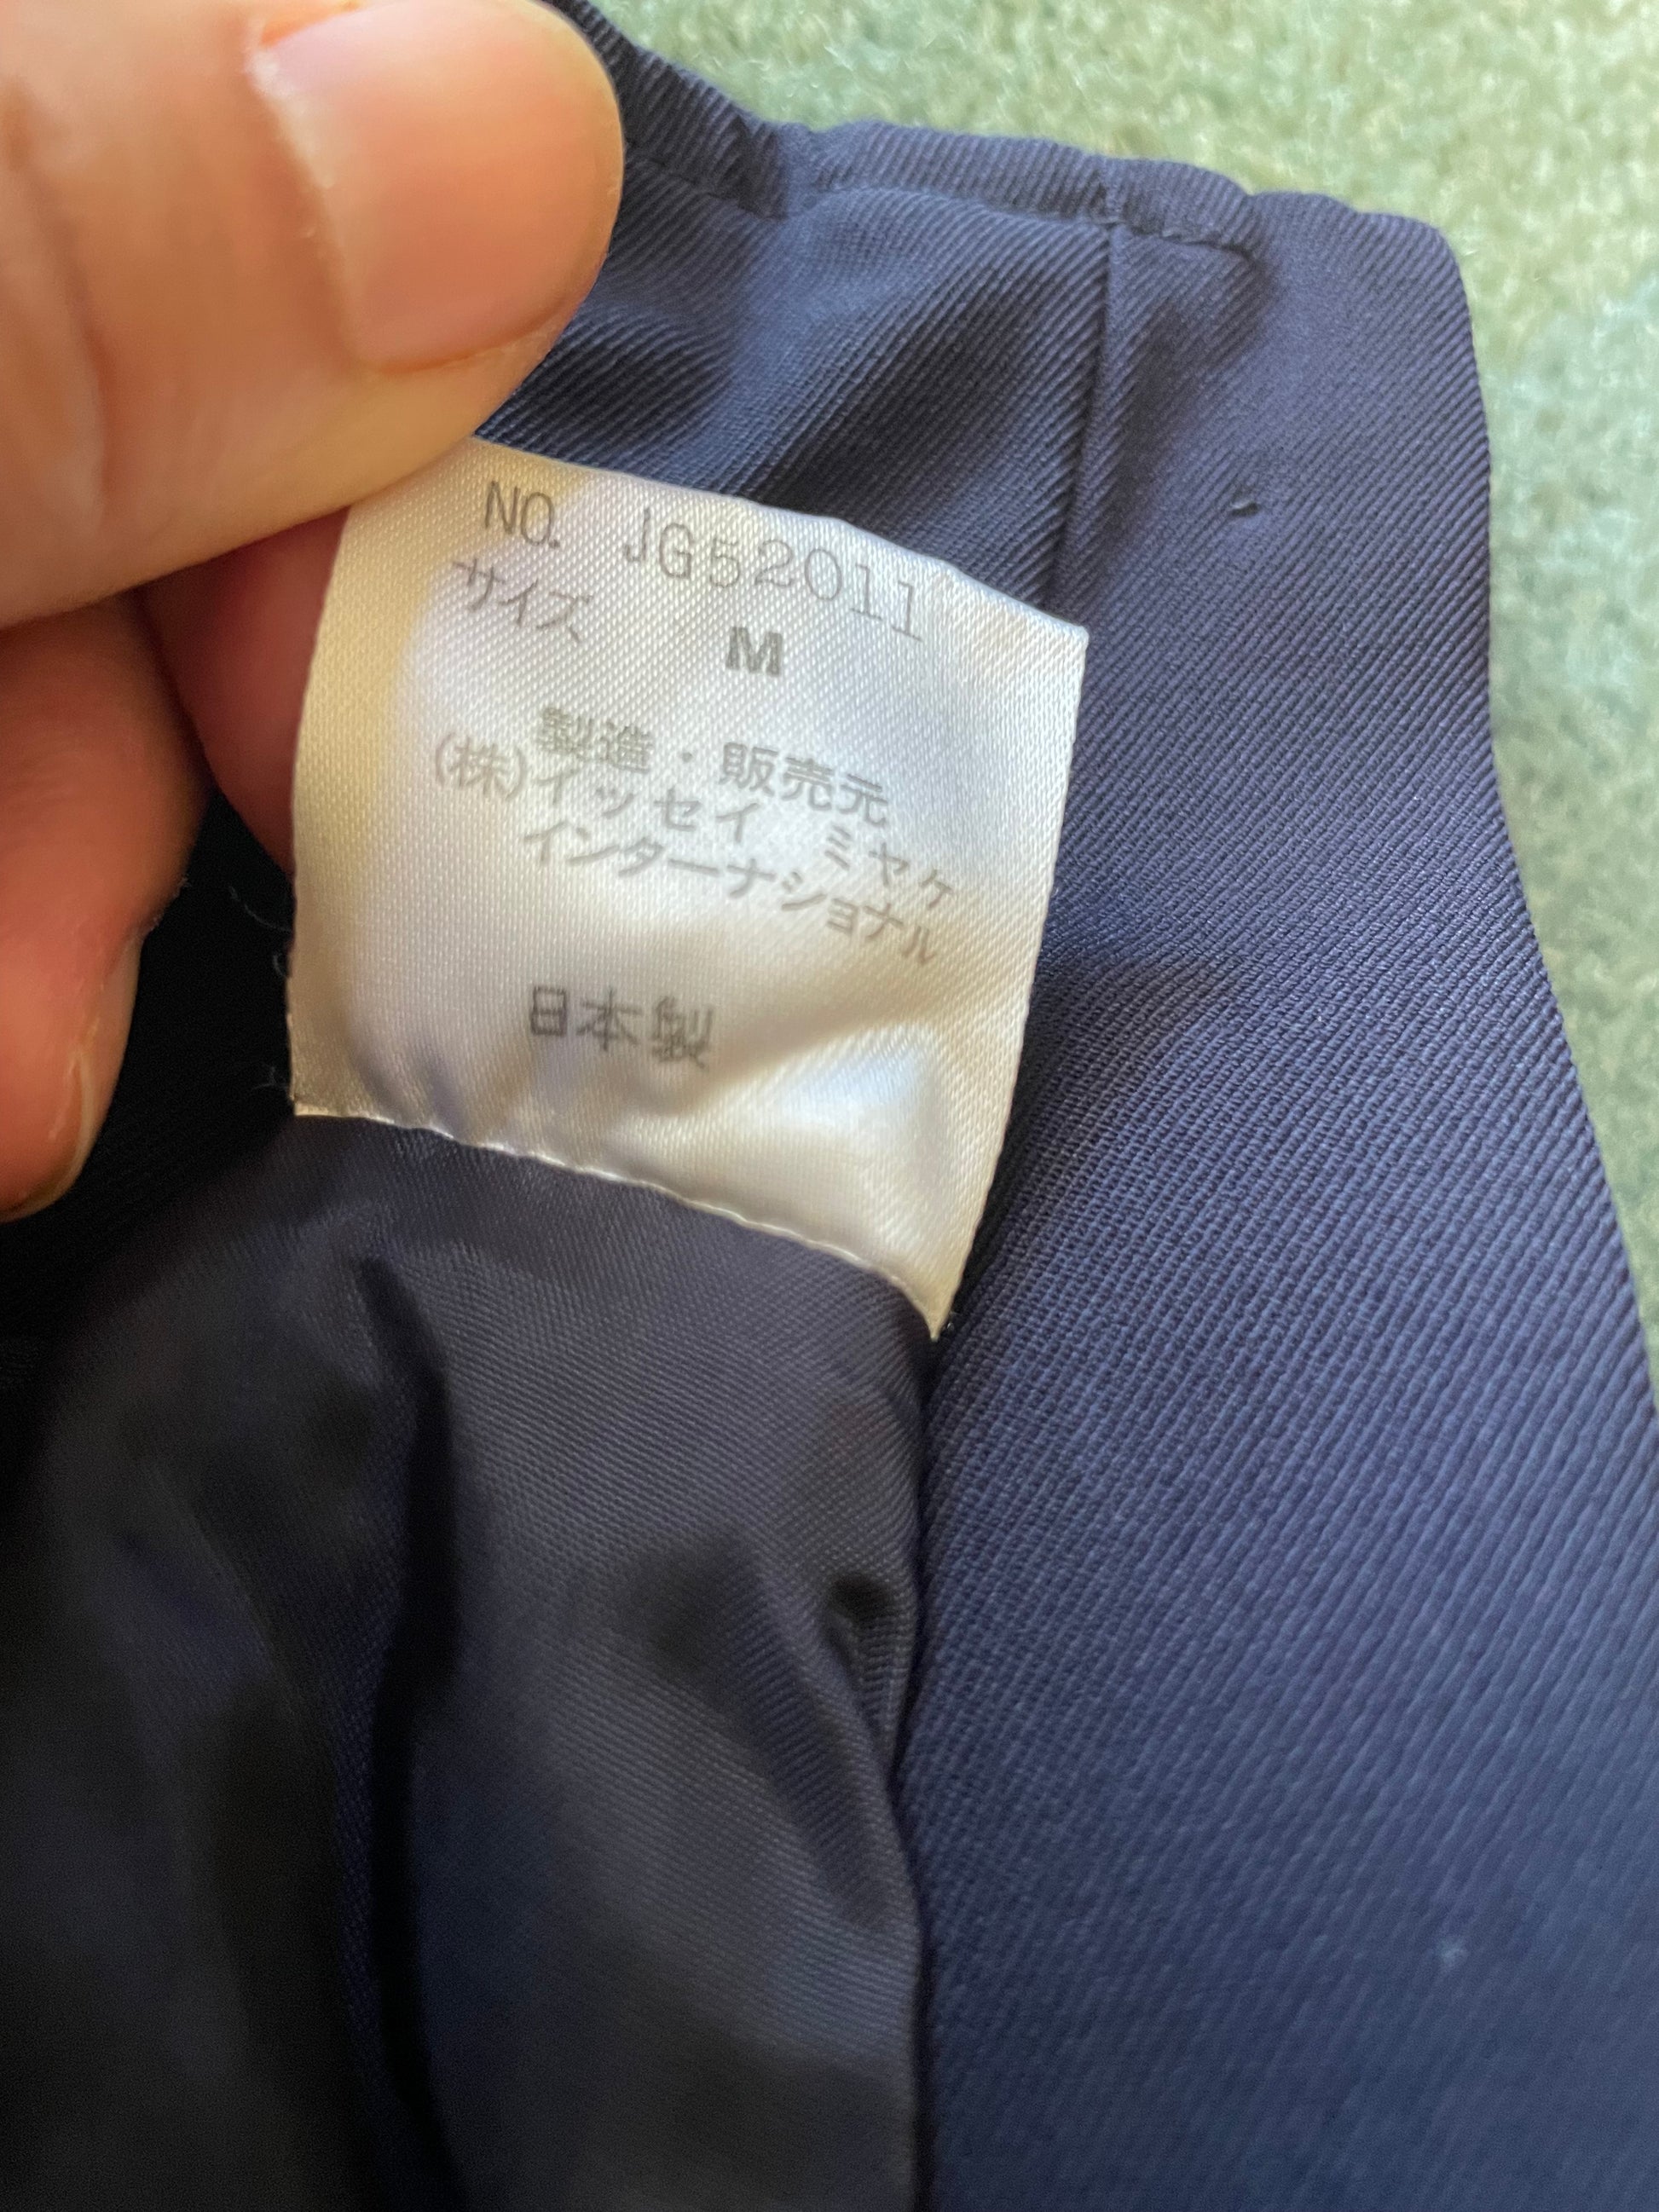 NO. JG52011
サイズ M
製造・販売元
(株)イッセイ ミヤケ
インターナショナル
日本製